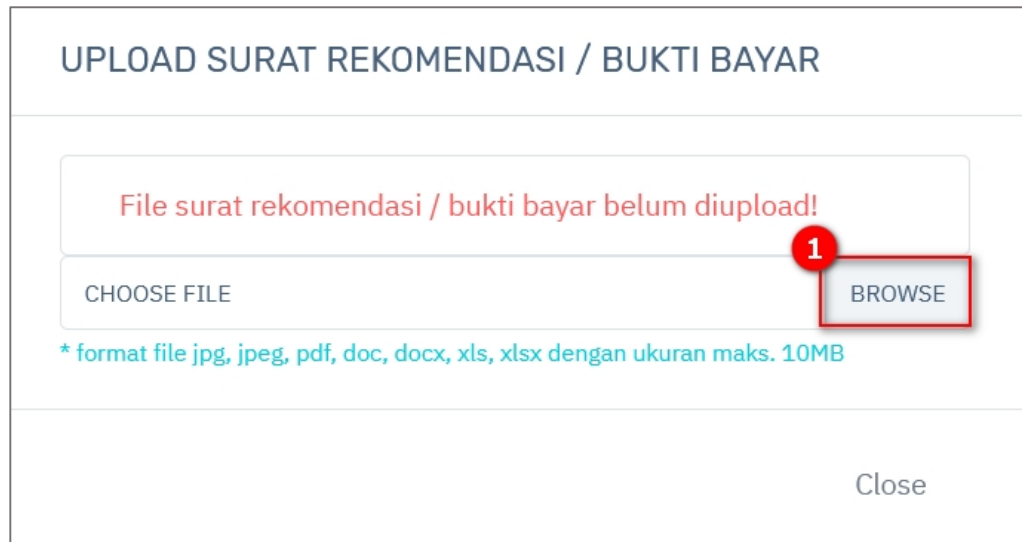 UPLOAD SURAT REKOMENDASI / BUKTI BAYAR
File surat rekomendasi / bukti bayar belum diupload!
1
CHOOSE FILE BROWSE
* format file jpg, jpeg, pdf, doc, docx, xls, xlsx dengan ukuran maks. 10MB
Close